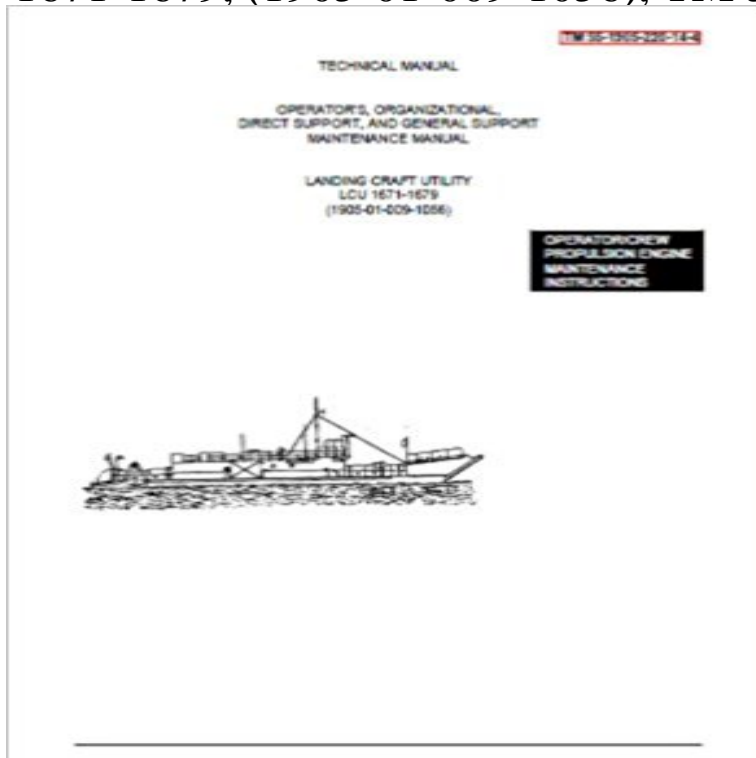 TM 55-1905-220-14-4
TECHNICAL MANUAL
OPERATOR'S, ORGANIZATIONAL,
DIRECT SUPPORT, AND GENERAL SUPPORT
MAINTENANCE MANUAL
LANDING CRAFT UTILITY
LCU 1671-1679
(1905-01-009-1056)
OPERATOR/CREW
PROPULSION ENGINE
MAINTENANCE
INSTRUCTIONS